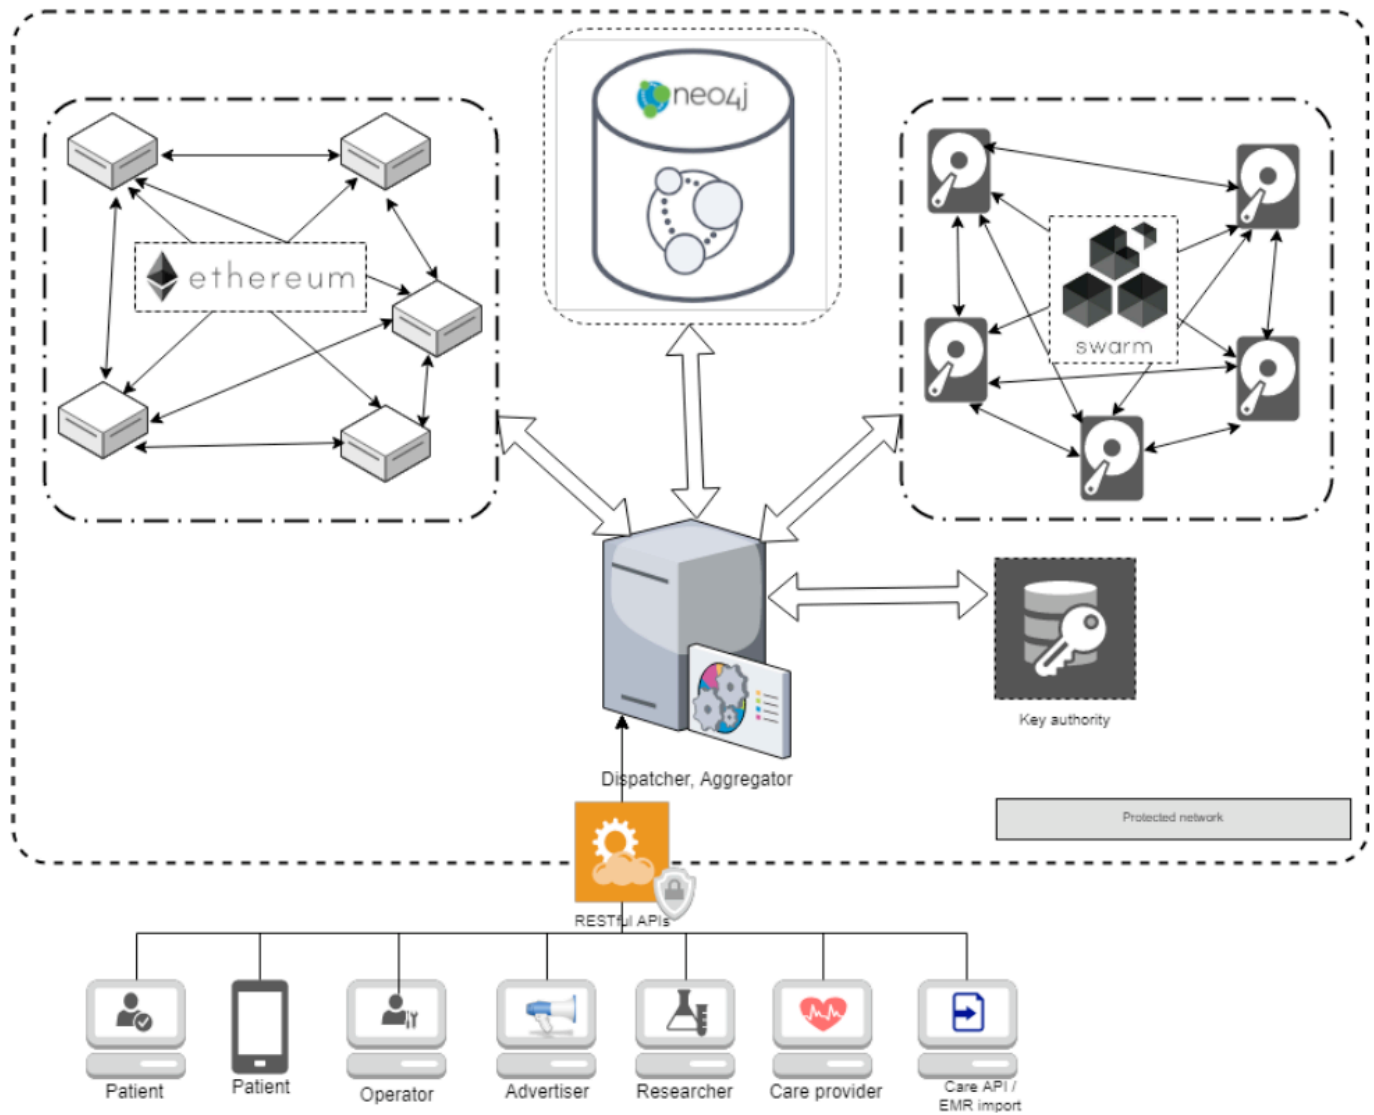 neo4j
ethereum
swarm
Key authority
Dispatcher, Aggregator
Protected network
RESTful APIs
Patient
Patient
Operator
Advertiser
Researcher
Care provider
Care API /
EMR import